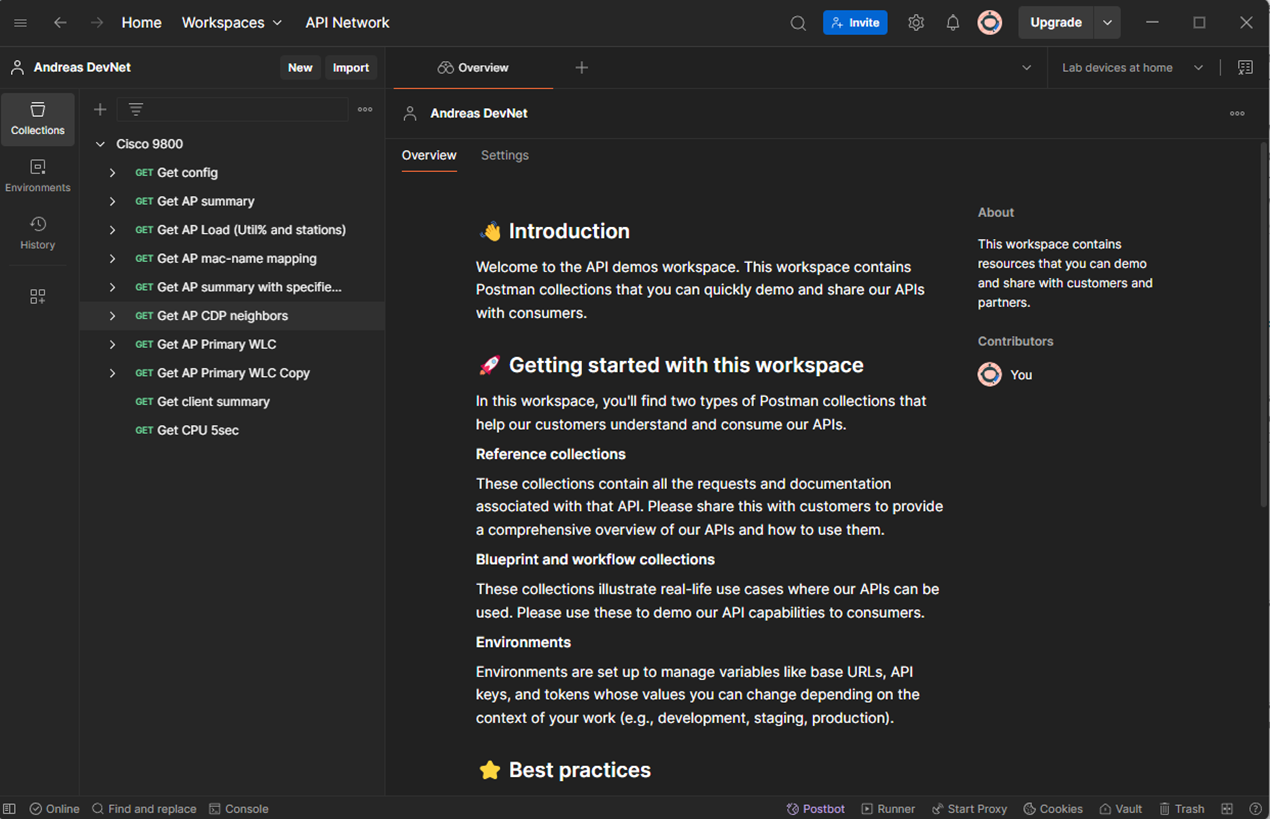 Home Workspaces API Network Invite Upgrade
Andreas DevNet New Import Overview Lab devices at home
Andreas DevNet
Collections
Environments
History
Cisco 9800
GET Get config
GET Get AP summary
GET Get AP Load (Util% and stations)
GET Get AP mac-name mapping
GET Get AP summary with specifie...
GET Get AP CDP neighbors
GET Get AP Primary WLC
GET Get AP Primary WLC Copy
GET Get client summary
GET Get CPU 5sec
Overview Settings
👋 Introduction
Welcome to the API demos workspace. This workspace contains
Postman collections that you can quickly demo and share our APIs
with consumers.
🚀 Getting started with this workspace
In this workspace, you'll find two types of Postman collections that
help our customers understand and consume our APIs.
Reference collections
These collections contain all the requests and documentation
associated with that API. Please share this with customers to provide
a comprehensive overview of our APIs and how to use them.
Blueprint and workflow collections
These collections illustrate real-life use cases where our APIs can be
used. Please use these to demo our API capabilities to consumers.
Environments
Environments are set up to manage variables like base URLs, API
keys, and tokens whose values you can change depending on the
context of your work (e.g., development, staging, production).
⭐ Best practices
About
This workspace contains
resources that you can demo
and share with customers and
partners.
Contributors
You
Online Find and replace Console Postbot Runner Start Proxy Cookies Vault Trash